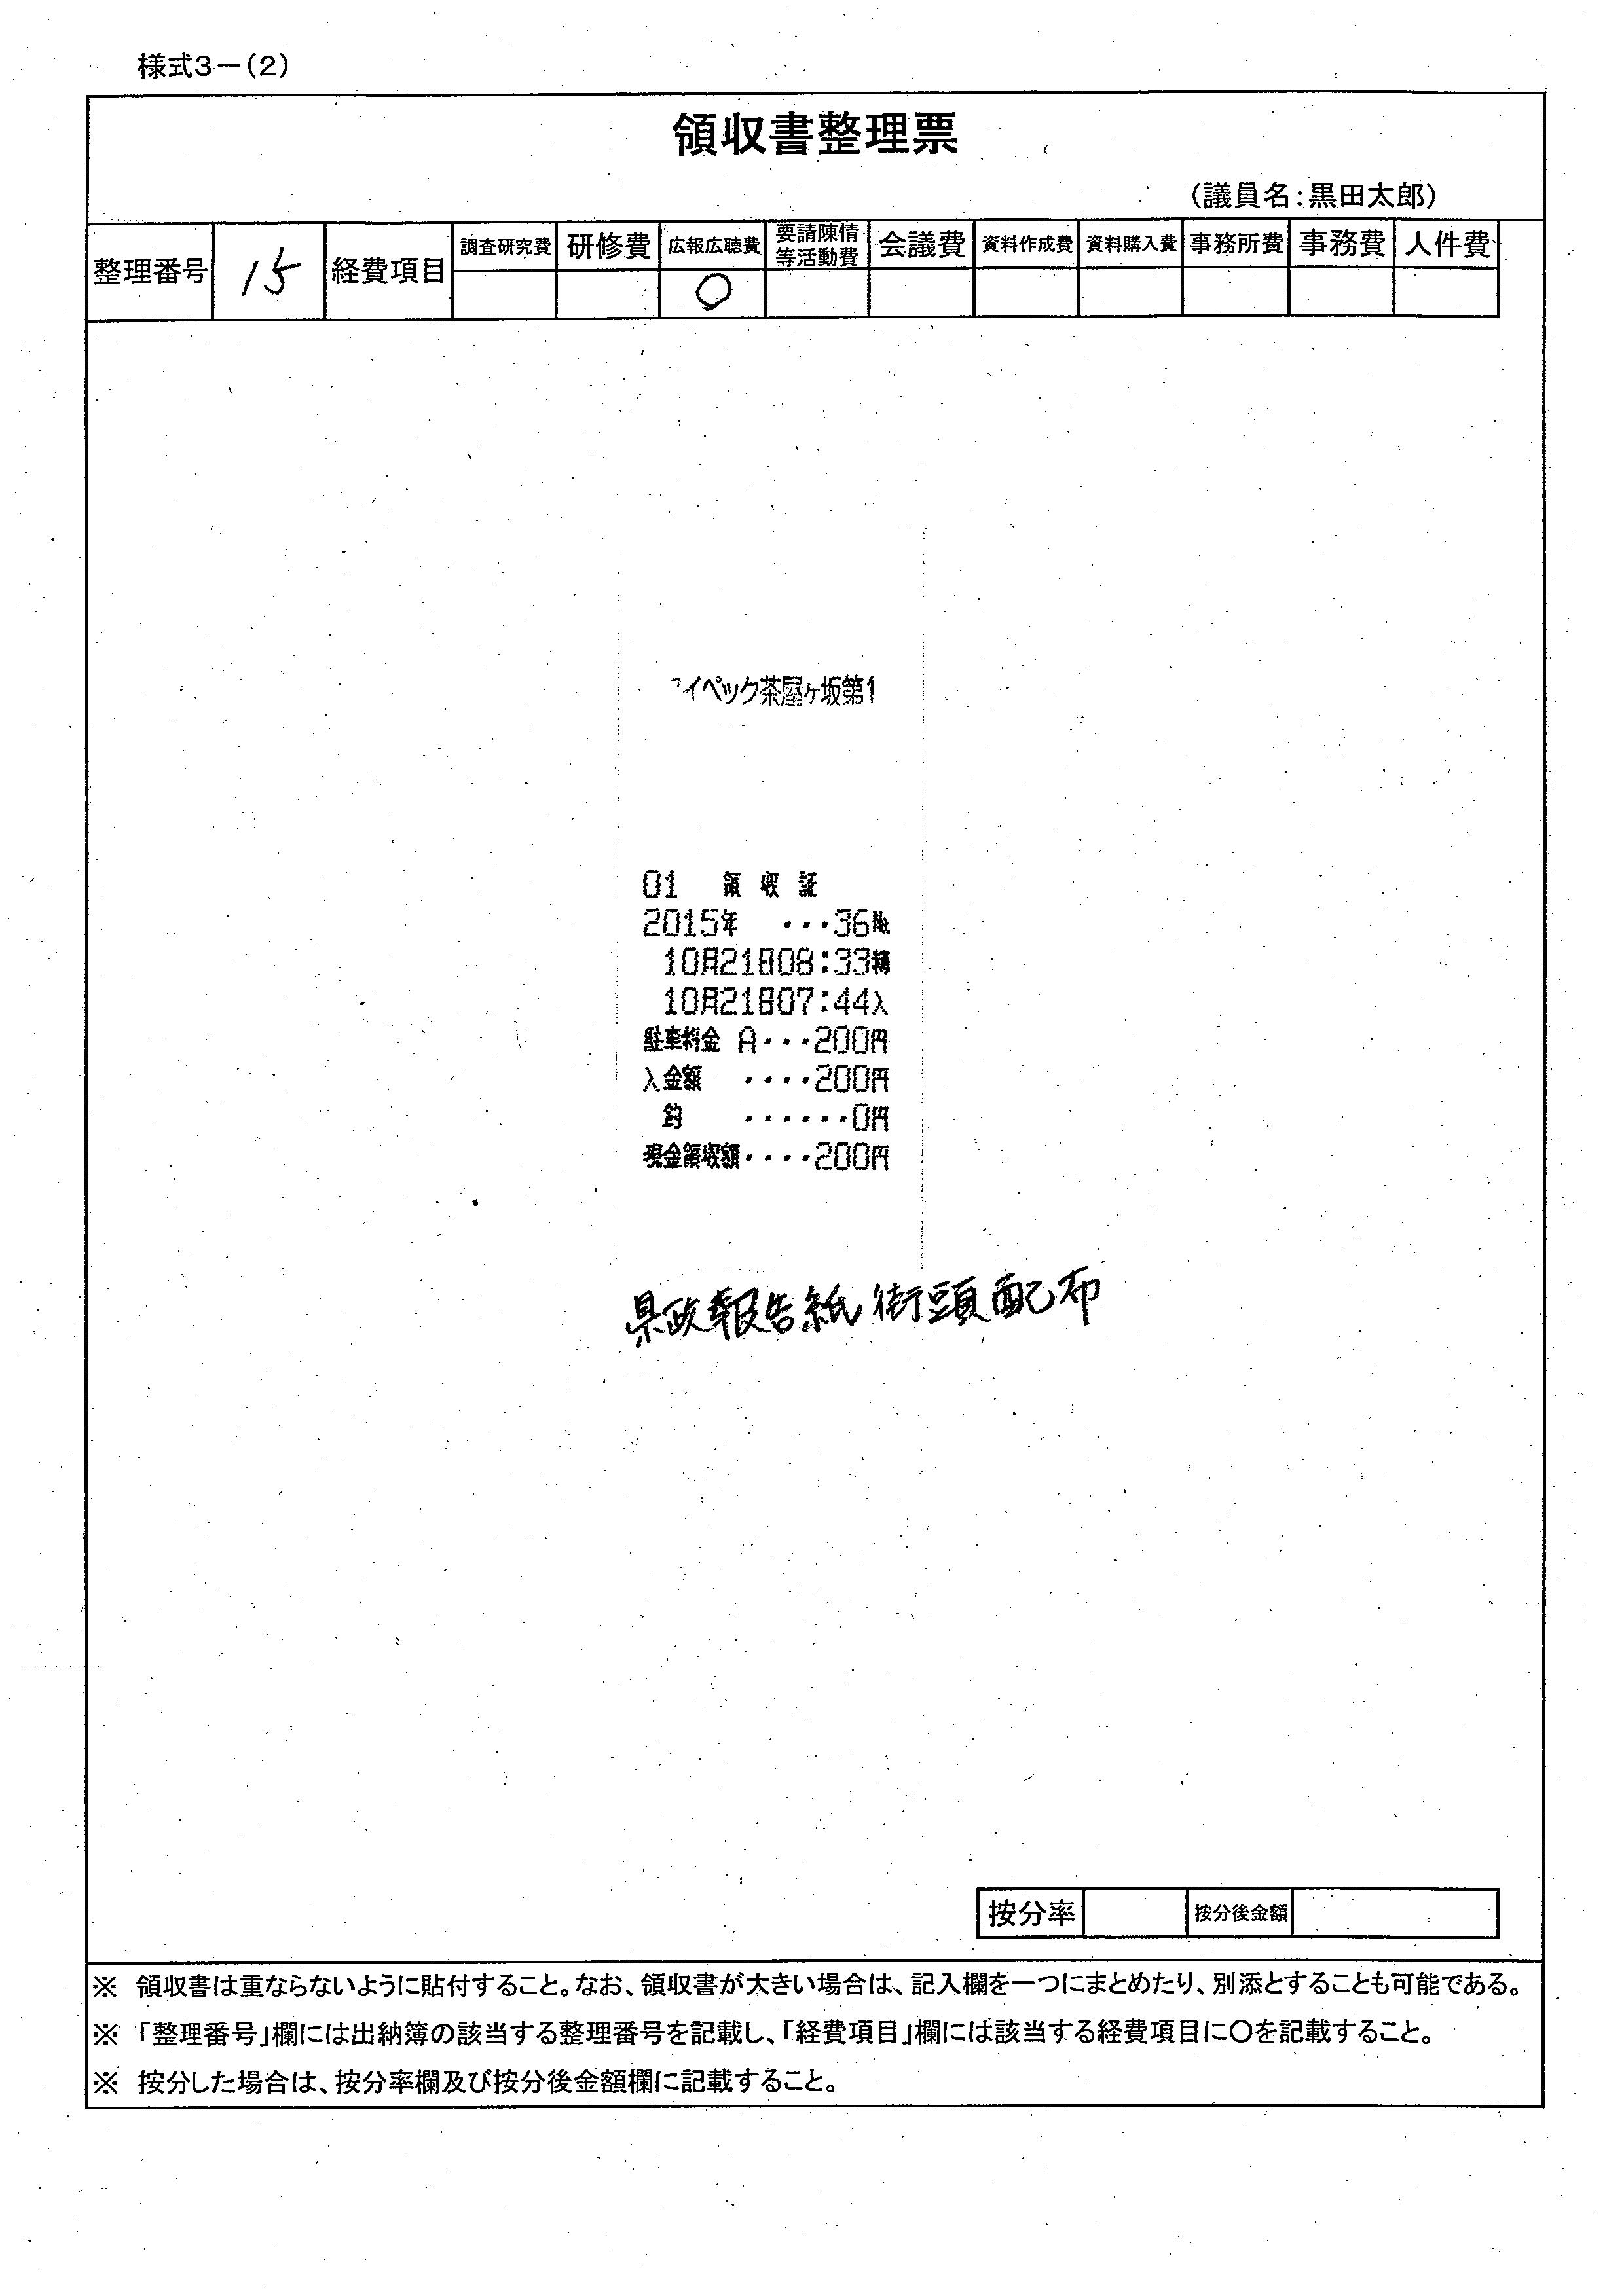 様式3－(2)
領収書整理票
(議員名:黒田太郎)
整理番号 15 経費項目 調査研究費 研修費 広報広聴費 要請陳情等活動費 会議費 資料作成費 資料購入費 事務所費 事務費 人件費
○
イペック茶屋ヶ坂第1
01 領収証
2015年 ···36
10月21日08:33精
10月21日07:44入
駐車料金 A···200円
入金額 ····200円
釣 ······0円
現金領収額····200円
県政報告紙街頭配布
按分率 按分後金額
※ 領収書は重ならないように貼付すること。なお、領収書が大きい場合は、記入欄を一つにまとめたり、別添とすることも可能である。
※ 「整理番号」欄には出納簿の該当する整理番号を記載し、「経費項目」欄には該当する経費項目に○を記載すること。
※ 按分した場合は、按分率欄及び按分後金額欄に記載すること。